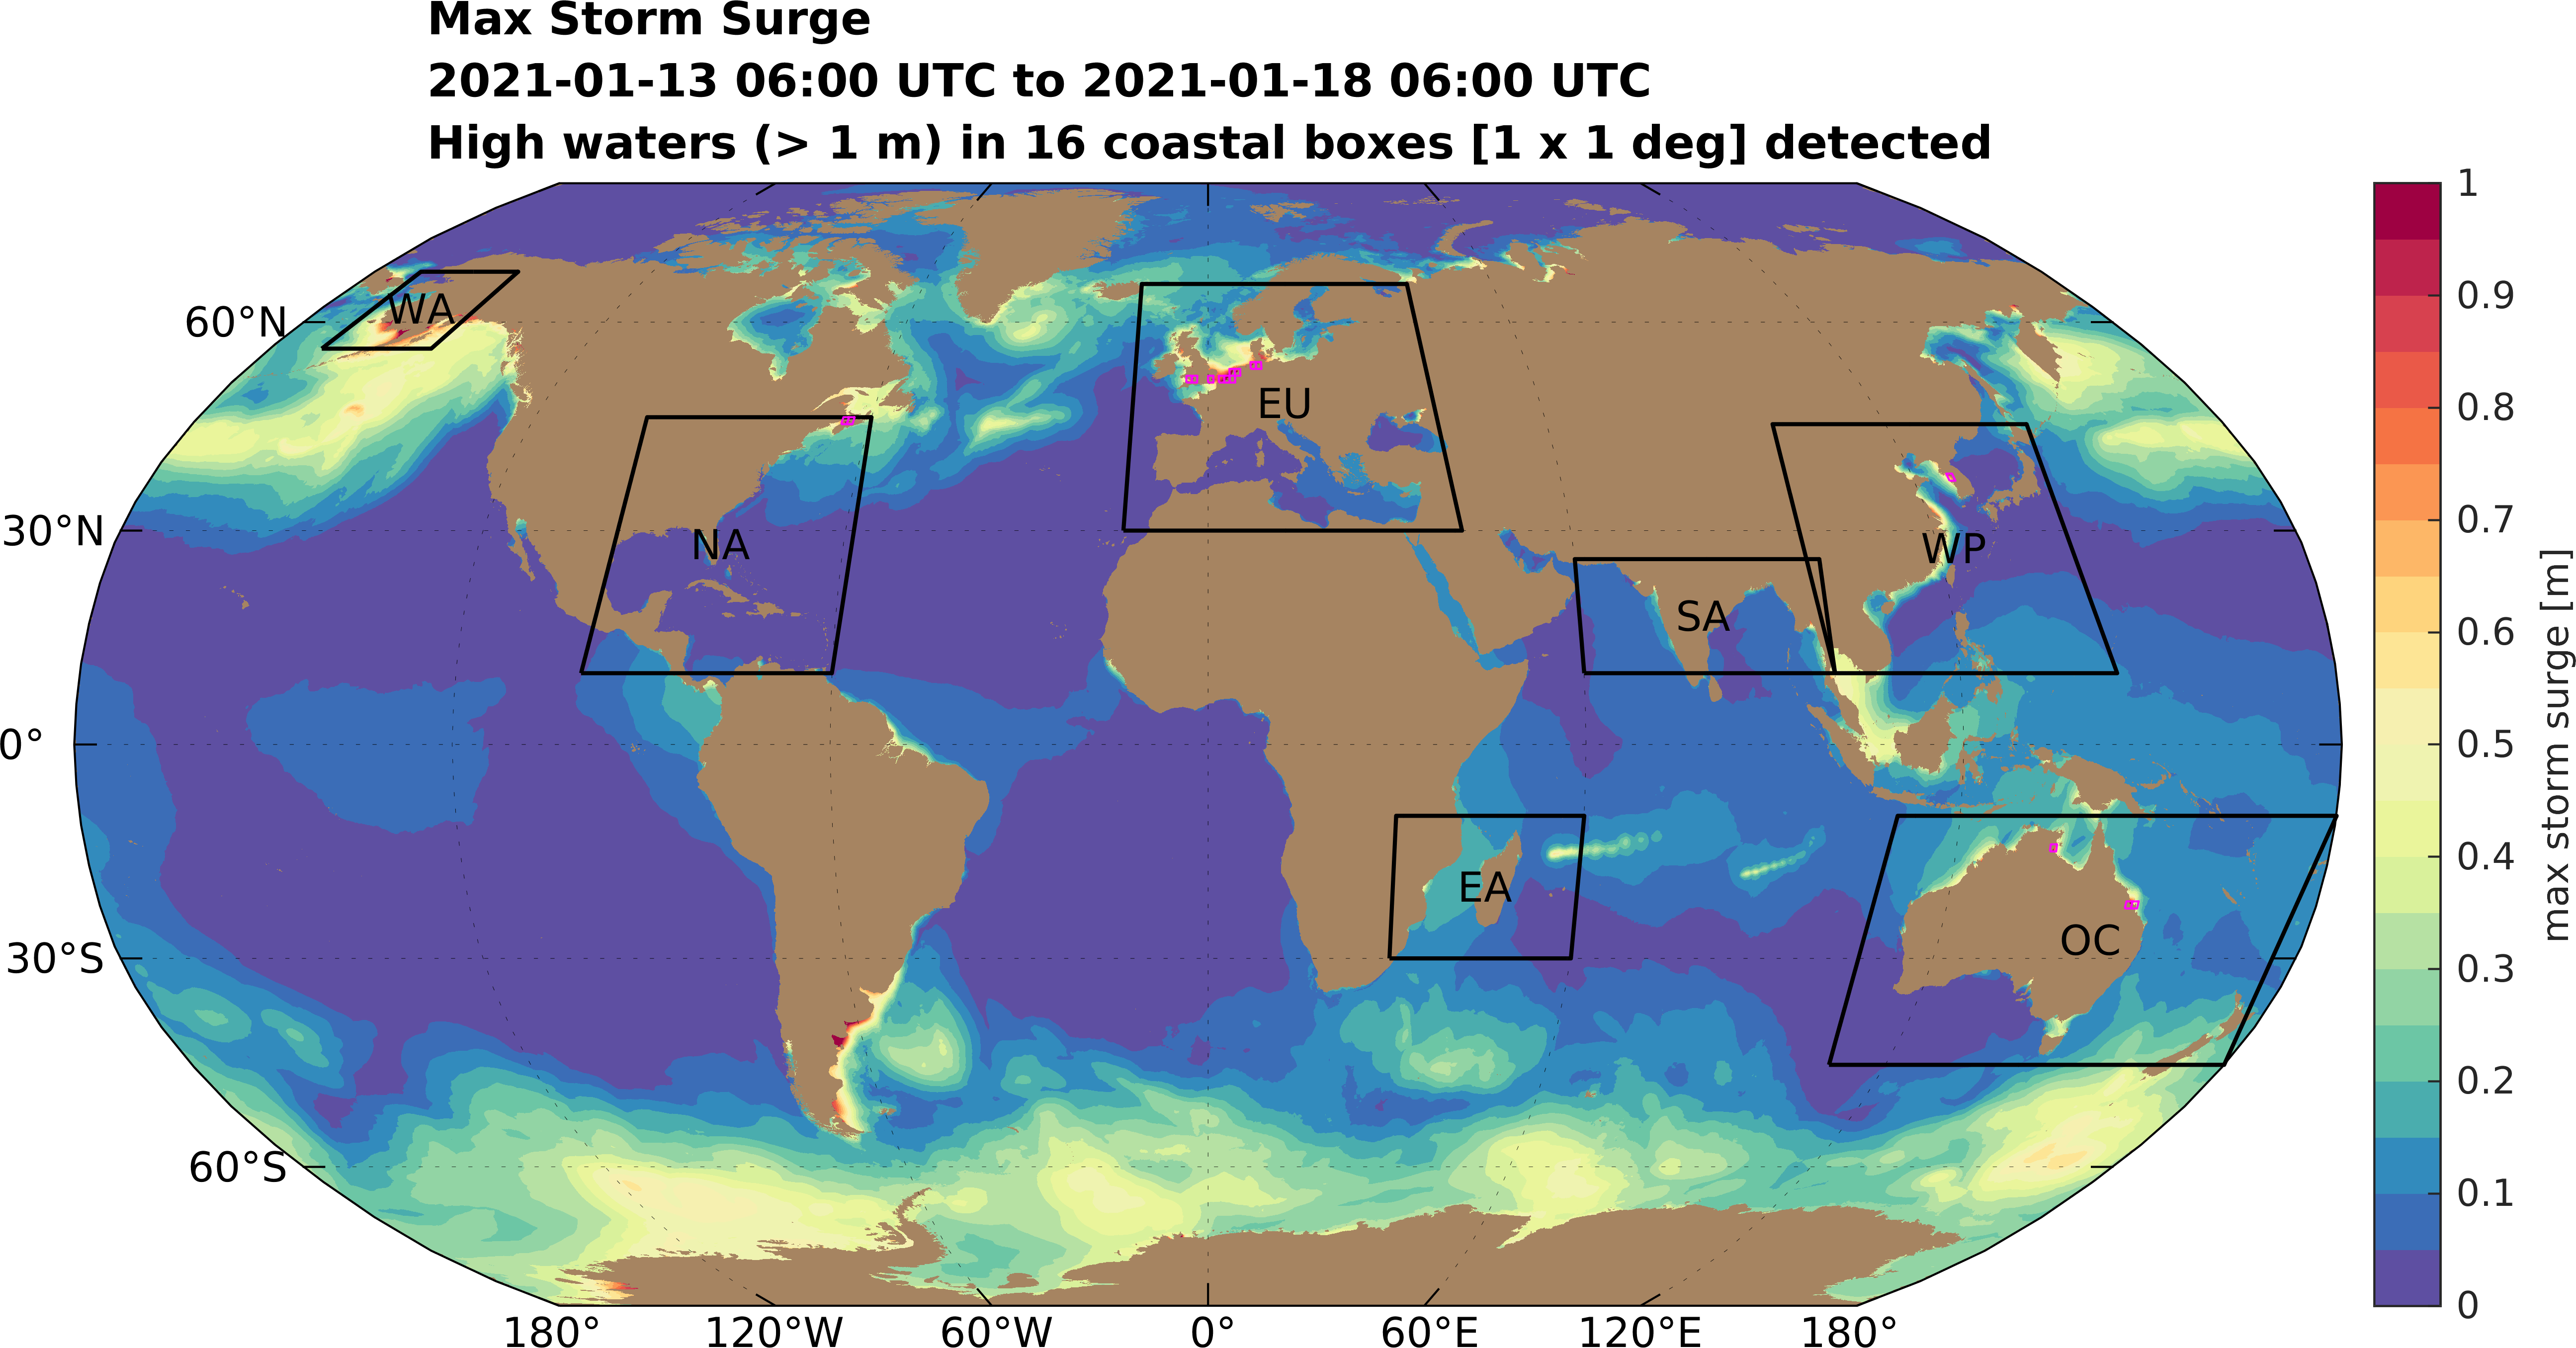 Max Storm Surge
2021-01-13 06:00 UTC to 2021-01-18 06:00 UTC
High waters (> 1 m) in 16 coastal boxes [1 x 1 deg] detected
60°N
30°N
0°
30°S
60°S
WA
NA
EU
SA
WP
EA
OC
180°
120°W
60°W
0°
60°E
120°E
180°
1
0.9
0.8
0.7
0.6
0.5
0.4
0.3
0.2
0.1
0
max storm surge [m]